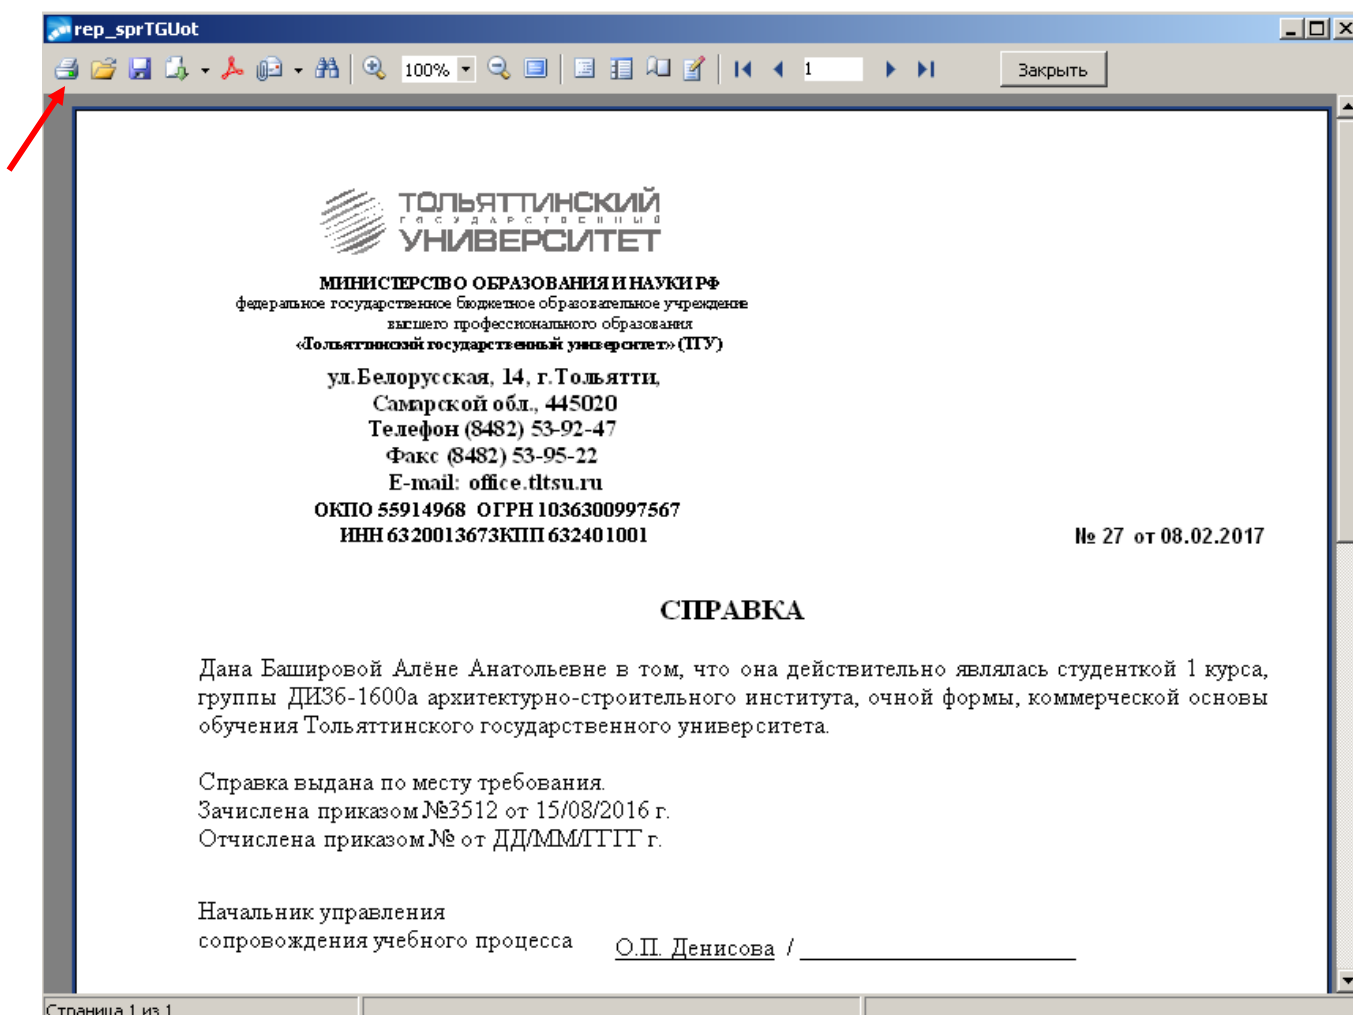 rep_sprTGUot
100%
1
Закрыть
ТОЛЬЯТТИНСКИЙ
ГОСУДАРСТВЕННЫЙ
УНИВЕРСИТЕТ
МИНИСТЕРСТВО ОБРАЗОВАНИЯ И НАУКИ РФ
федеральное государственное бюджетное образовательное учреждение
высшего профессионального образования
«Тольяттинский государственный университет» (ТГУ)
ул.Белорусская, 14, г.Тольятти,
Самарской обл., 445020
Телефон (8482) 53-92-47
Факс (8482) 53-95-22
E-mail: office.tltsu.ru
ОКПО 55914968 ОГРН 1036300997567
ИНН 6320013673КПП 632401001
№ 27 от 08.02.2017
СПРАВКА
Дана Башировой Алёне Анатольевне в том, что она действительно являлась студенткой 1 курса,
группы ДИЗб-1600а архитектурно-строительного института, очной формы, коммерческой основы
обучения Тольяттинского государственного университета.
Справка выдана по месту требования.
Зачислена приказом №3512 от 15/08/2016 г.
Отчислена приказом № от ДД/ММ/ГГГГ г.
Начальник управления
сопровождения учебного процесса О.П. Денисова /
Страница 1 из 1